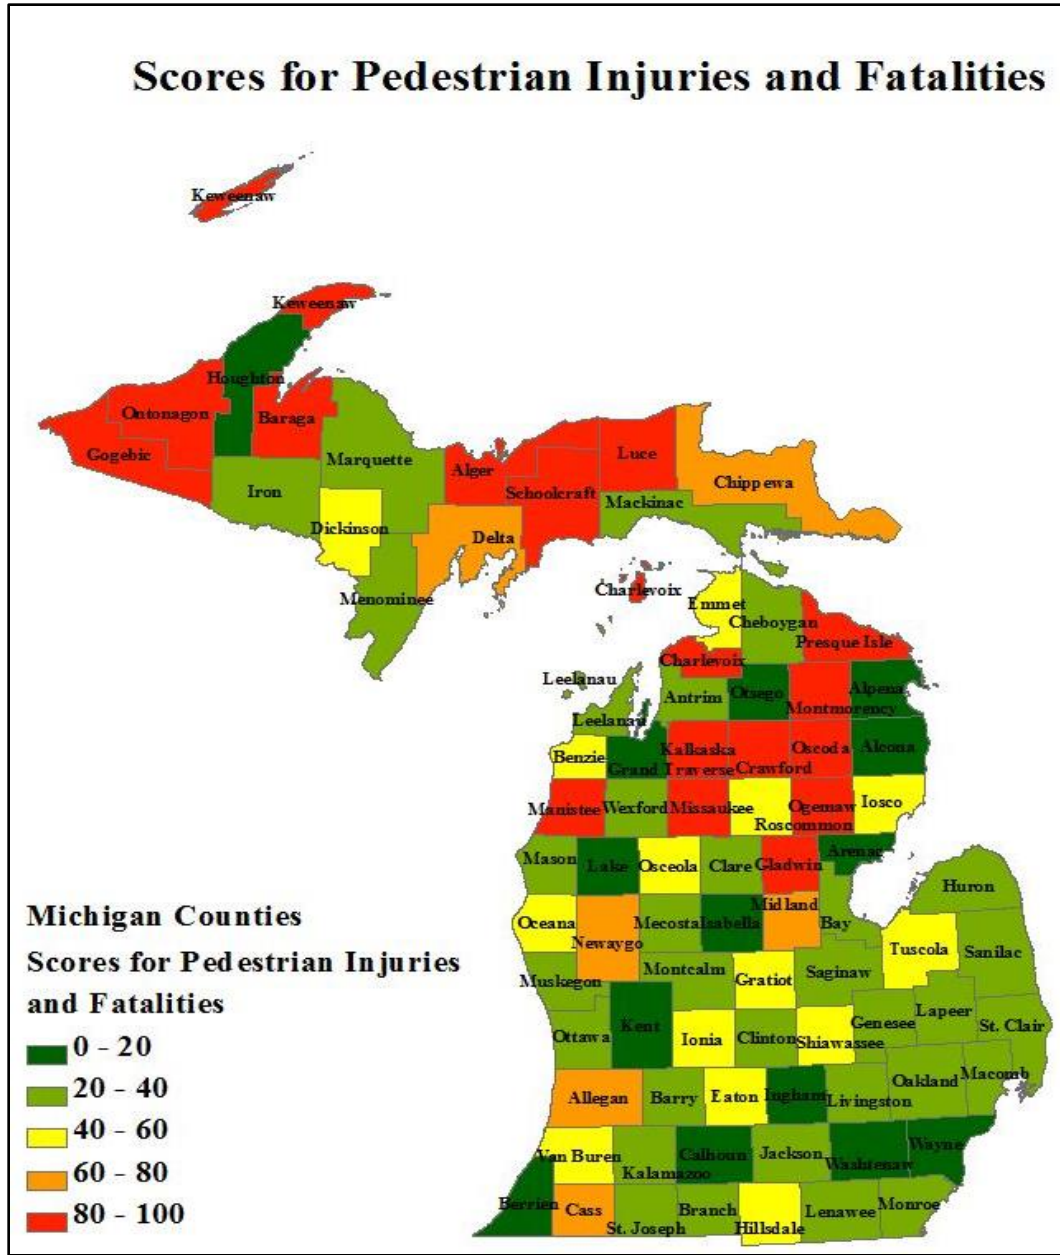 Scores for Pedestrian Injuries and Fatalities
Keweenaw
Keweenaw
Houghton
Ontonagon
Baraga
Gogebic
Marquette
Alger
Luce
Iron
Schoolcraft
Chippewa
Mackinac
Dickinson
Delta
Menominee
Charlevoix
Emmet
Cheboygan
Presque Isle
Charlevoix
Leelanau
Antrim
Otsego
Alpena
Montmorency
Leelanau
Benzie
Grand Traverse
Kalkaska
Crawford
Oscoda
Alcona
Manistee
Wexford
Missaukee
Roscommon
Ogemaw
Iosco
Mason
Lake
Osceola
Clare
Gladwin
Arenac
Huron
Oceana
Newaygo
Mecosta
Isabella
Midland
Bay
Tuscola
Sanilac
Muskegon
Montcalm
Gratiot
Saginaw
Lapeer
Genesee
St. Clair
Ottawa
Kent
Ionia
Clinton
Shiawassee
Oakland
Macomb
Allegan
Barry
Eaton
Ingham
Livingston
Van Buren
Kalamazoo
Calhoun
Jackson
Washtenaw
Wayne
Berrien
Cass
St. Joseph
Branch
Hillsdale
Lenawee
Monroe
Michigan Counties
Scores for Pedestrian Injuries
and Fatalities
0 - 20
20 - 40
40 - 60
60 - 80
80 - 100